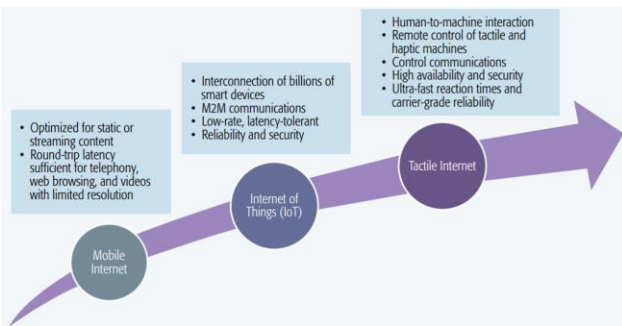 • Optimized for static or
streaming content
• Round-trip latency
sufficient for telephony,
web browsing, and videos
with limited resolution
Mobile
Internet
• Interconnection of billions of
smart devices
• M2M communications
• Low-rate, latency-tolerant
• Reliability and security
Internet of
Things (IoT)
• Human-to-machine interaction
• Remote control of tactile and
haptic machines
• Control communications
• High availability and security
• Ultra-fast reaction times and
carrier-grade reliability
Tactile Internet